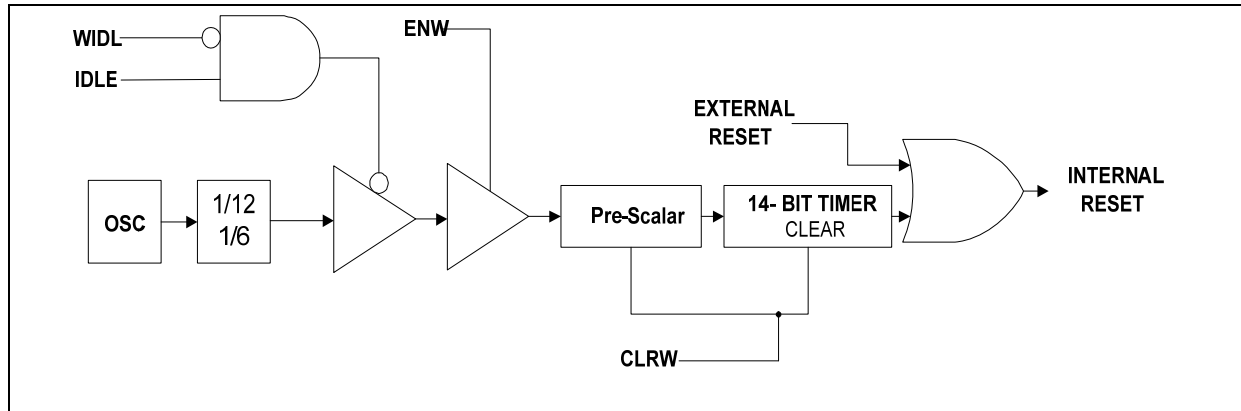 WIDL
IDLE
ENW
EXTERNAL
RESET
INTERNAL
RESET
OSC
1/12
1/6
Pre-Scalar
14- BIT TIMER
CLEAR
CLRW